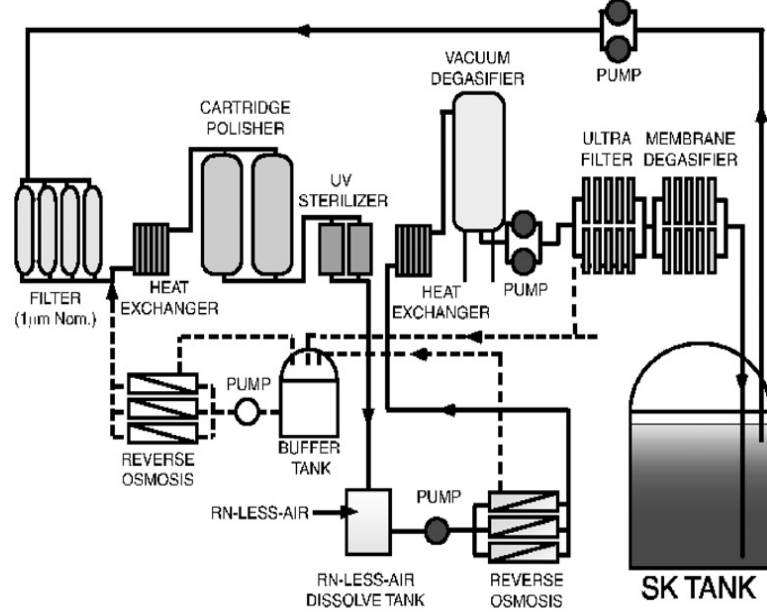 PUMP
VACUUM
DEGASIFIER
CARTRIDGE
POLISHER
ULTRA
FILTER
MEMBRANE
DEGASIFIER
UV
STERILIZER
FILTER
(1μm Nom.)
HEAT
EXCHANGER
HEAT
EXCHANGER
PUMP
PUMP
REVERSE
OSMOSIS
BUFFER
TANK
RN-LESS-AIR
PUMP
RN-LESS-AIR
DISSOLVE TANK
REVERSE
OSMOSIS
SK TANK